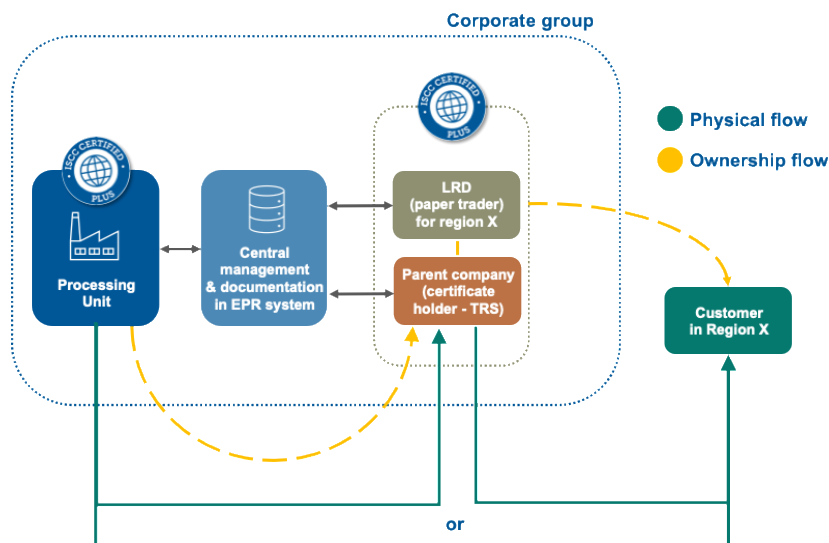 Corporate group
ISCC CERTIFIED
PLUS
Physical flow
Ownership flow
ISCC CERTIFIED
PLUS
Processing
Unit
Central
management
& documentation
in EPR system
LRD
(paper trader)
for region X
Parent company
(certificate
holder - TRS)
Customer
in Region X
or